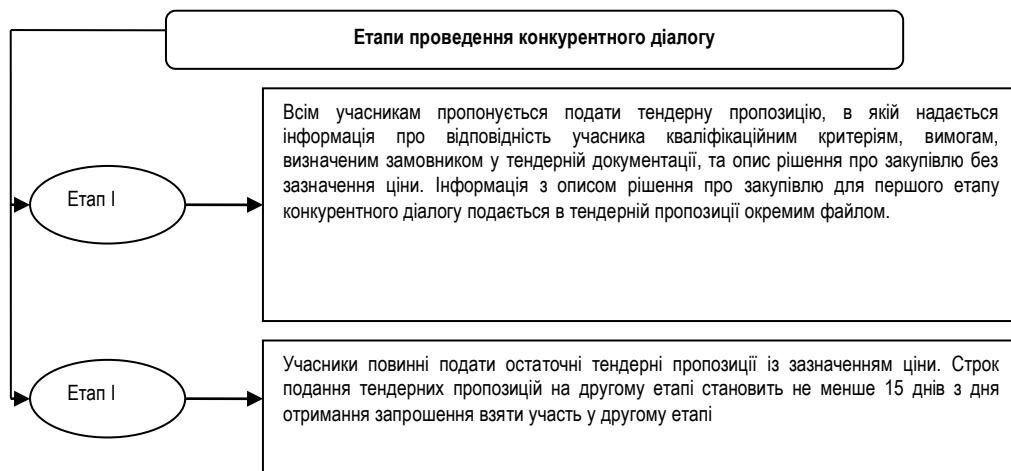 Етапи проведення конкурентного діалогу
Всім учасникам пропонується подати тендерну пропозицію, в якій надається
інформація про відповідність учасника кваліфікаційним критеріям, вимогам,
визначеним замовником у тендерній документації, та опис рішення про закупівлю без
зазначення ціни. Інформація з описом рішення про закупівлю для першого етапу
конкурентного діалогу подається в тендерній пропозиції окремим файлом.
Етап І
Учасники повинні подати остаточні тендерні пропозиції із зазначенням ціни. Строк
подання тендерних пропозицій на другому етапі становить не менше 15 днів з дня
отримання запрошення взяти участь у другому етапі
Етап І